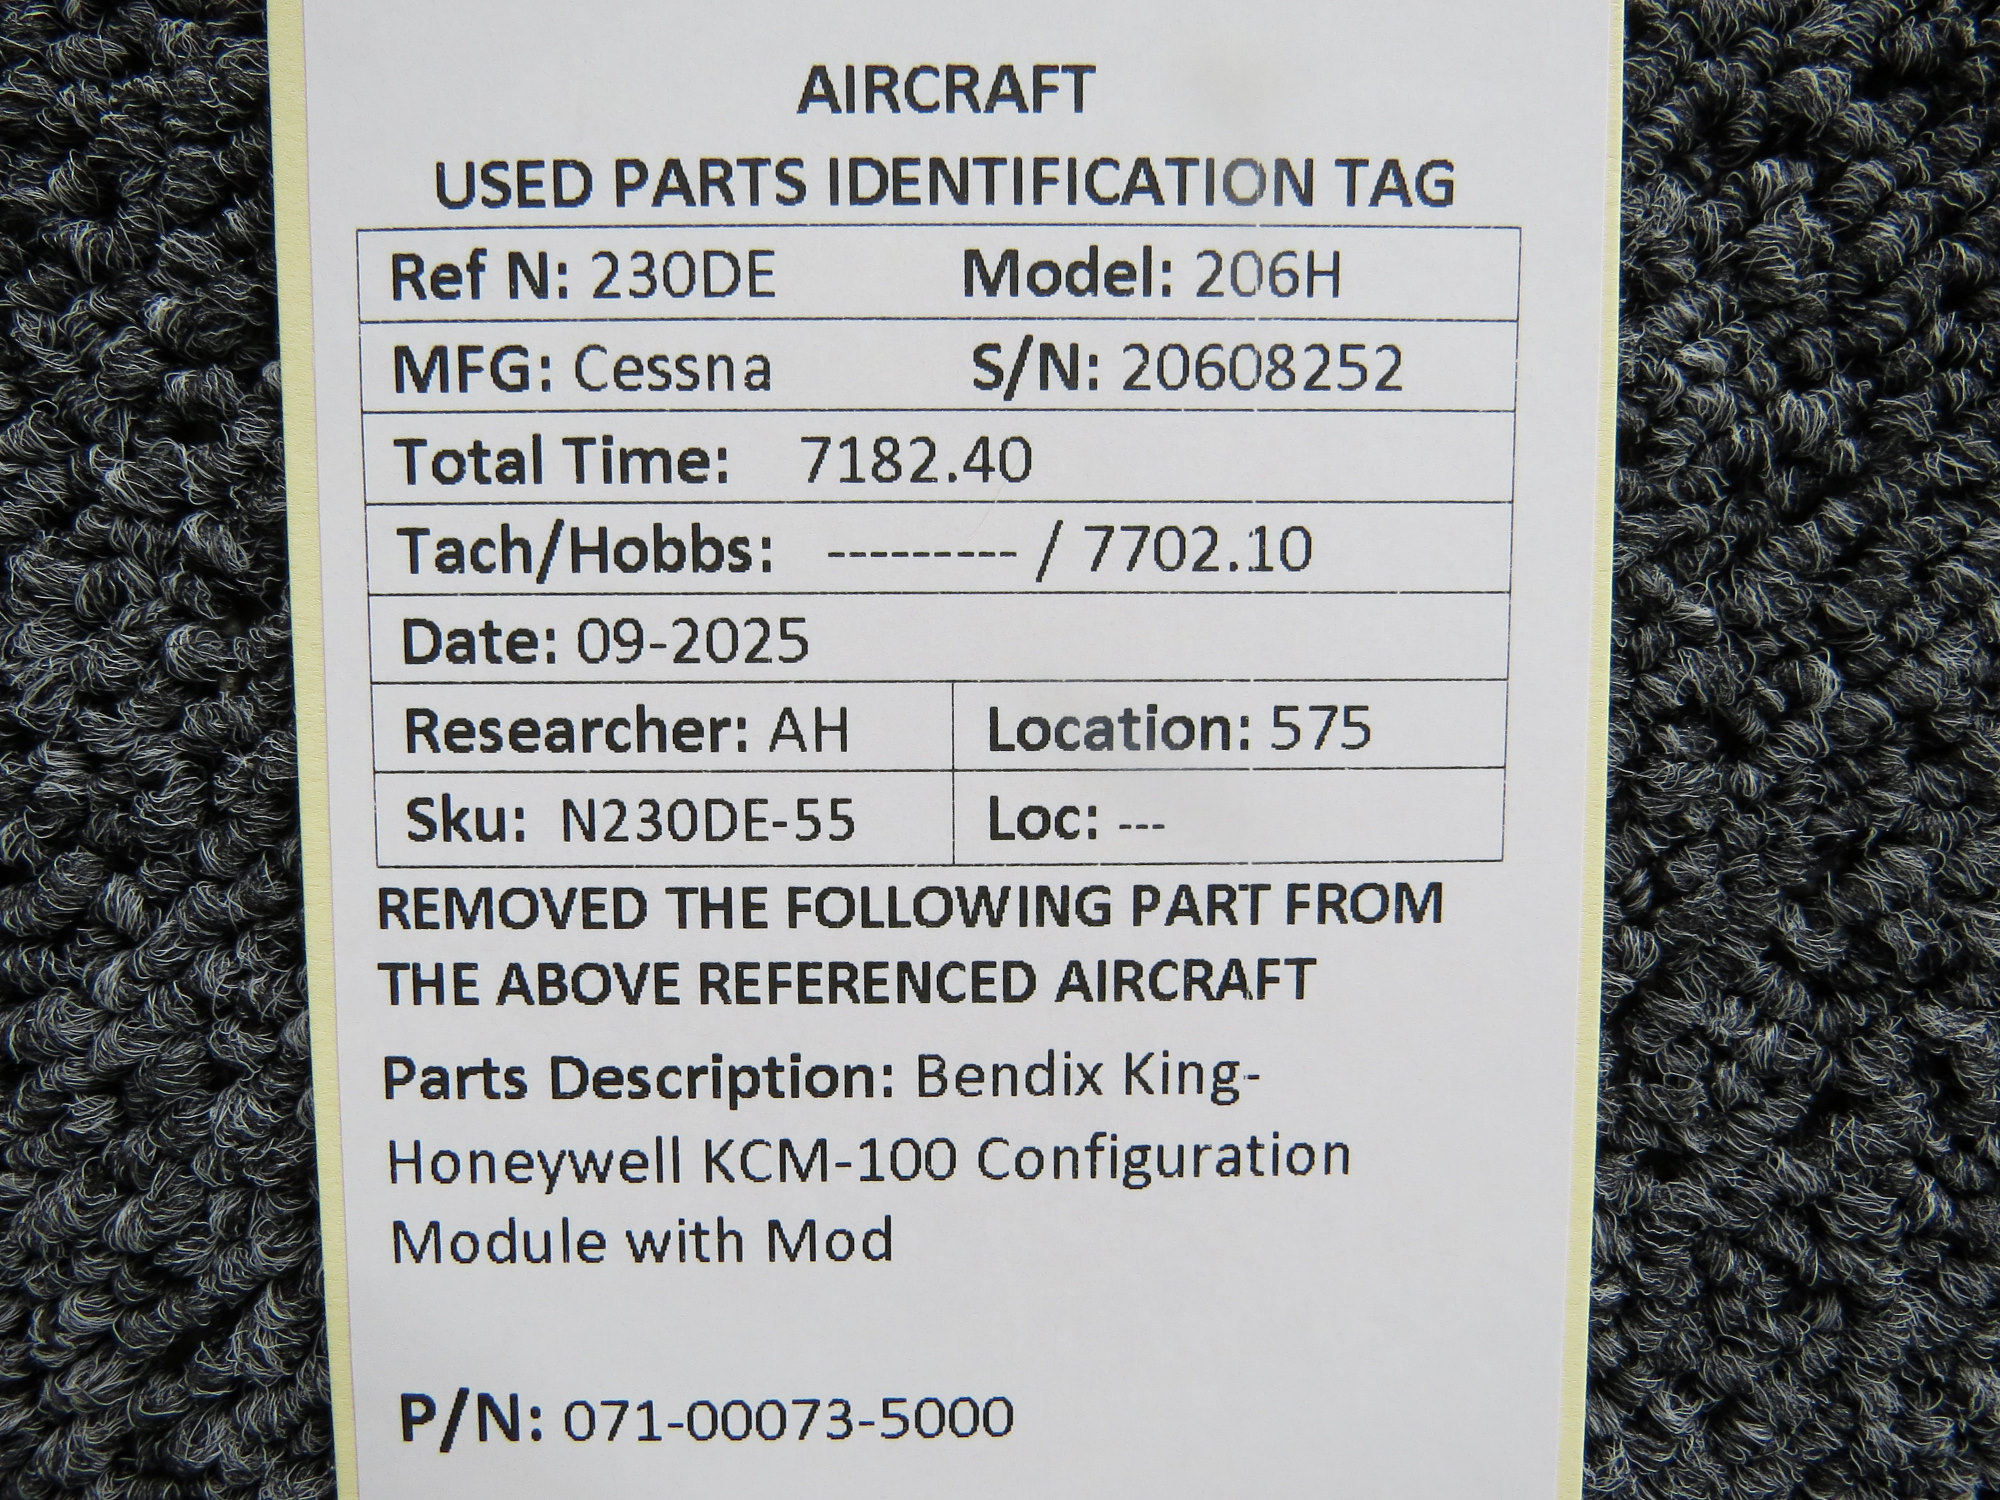 AIRCRAFT
USED PARTS IDENTIFICATION TAG
Ref N: 230DE Model: 206H
MFG: Cessna S/N: 20608252
Total Time: 7182.40
Tach/Hobbs: --------- / 7702.10
Date: 09-2025
Researcher: AH Location: 575
Sku: N230DE-55 Loc: ---
REMOVED THE FOLLOWING PART FROM
THE ABOVE REFERENCED AIRCRAFT
Parts Description: Bendix King-
Honeywell KCM-100 Configuration
Module with Mod
P/N: 071-00073-5000